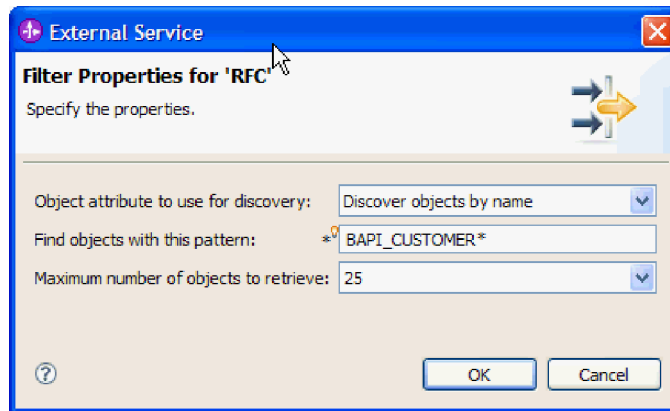 External Service
Filter Properties for 'RFC'
Specify the properties.
Object attribute to use for discovery: Discover objects by name
Find objects with this pattern: * BAPI_CUSTOMER*
Maximum number of objects to retrieve: 25
? OK Cancel